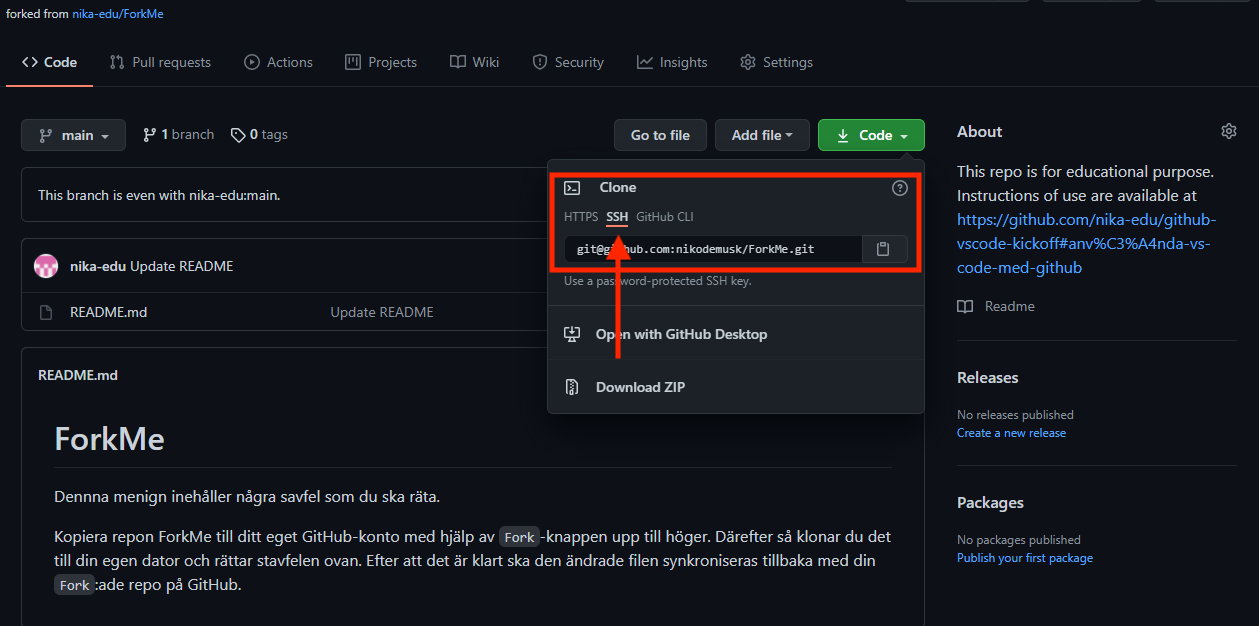 forked from nika-edu/ForkMe
Code Pull requests Actions Projects Wiki Security Insights Settings
main 1 branch 0 tags Go to file Add file Code
This branch is even with nika-edu:main.
nika-edu Update README
README.md Update README
Clone
HTTPS SSH GitHub CLI
git@github.com:nikodemusk/ForkMe.git
Use a password-protected SSH key.
Open with GitHub Desktop
Download ZIP
README.md
ForkMe
Dennna menign inehåller några savfel som du ska räta.
Kopiera repon ForkMe till ditt eget GitHub-konto med hjälp av Fork-knappen upp till höger. Därefter så klonar du det
till din egen dator och rättar stavfelen ovan. Efter att det är klart ska den ändrade filen synkroniseras tillbaka med din
Fork:ade repo på GitHub.
About
This repo is for educational purpose.
Instructions of use are available at
https://github.com/nika-edu/github-
vscode-kickoff#anv%C3%A4nda-vs-
code-med-github
Readme
Releases
No releases published
Create a new release
Packages
No packages published
Publish your first package